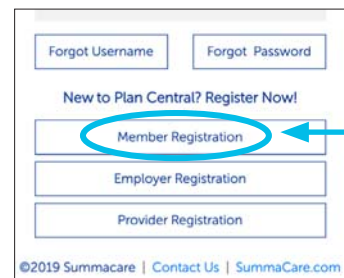 Forgot Username Forgot Password
New to Plan Central? Register Now!
Member Registration
Employer Registration
Provider Registration
©2019 Summacare | Contact Us | SummaCare.com